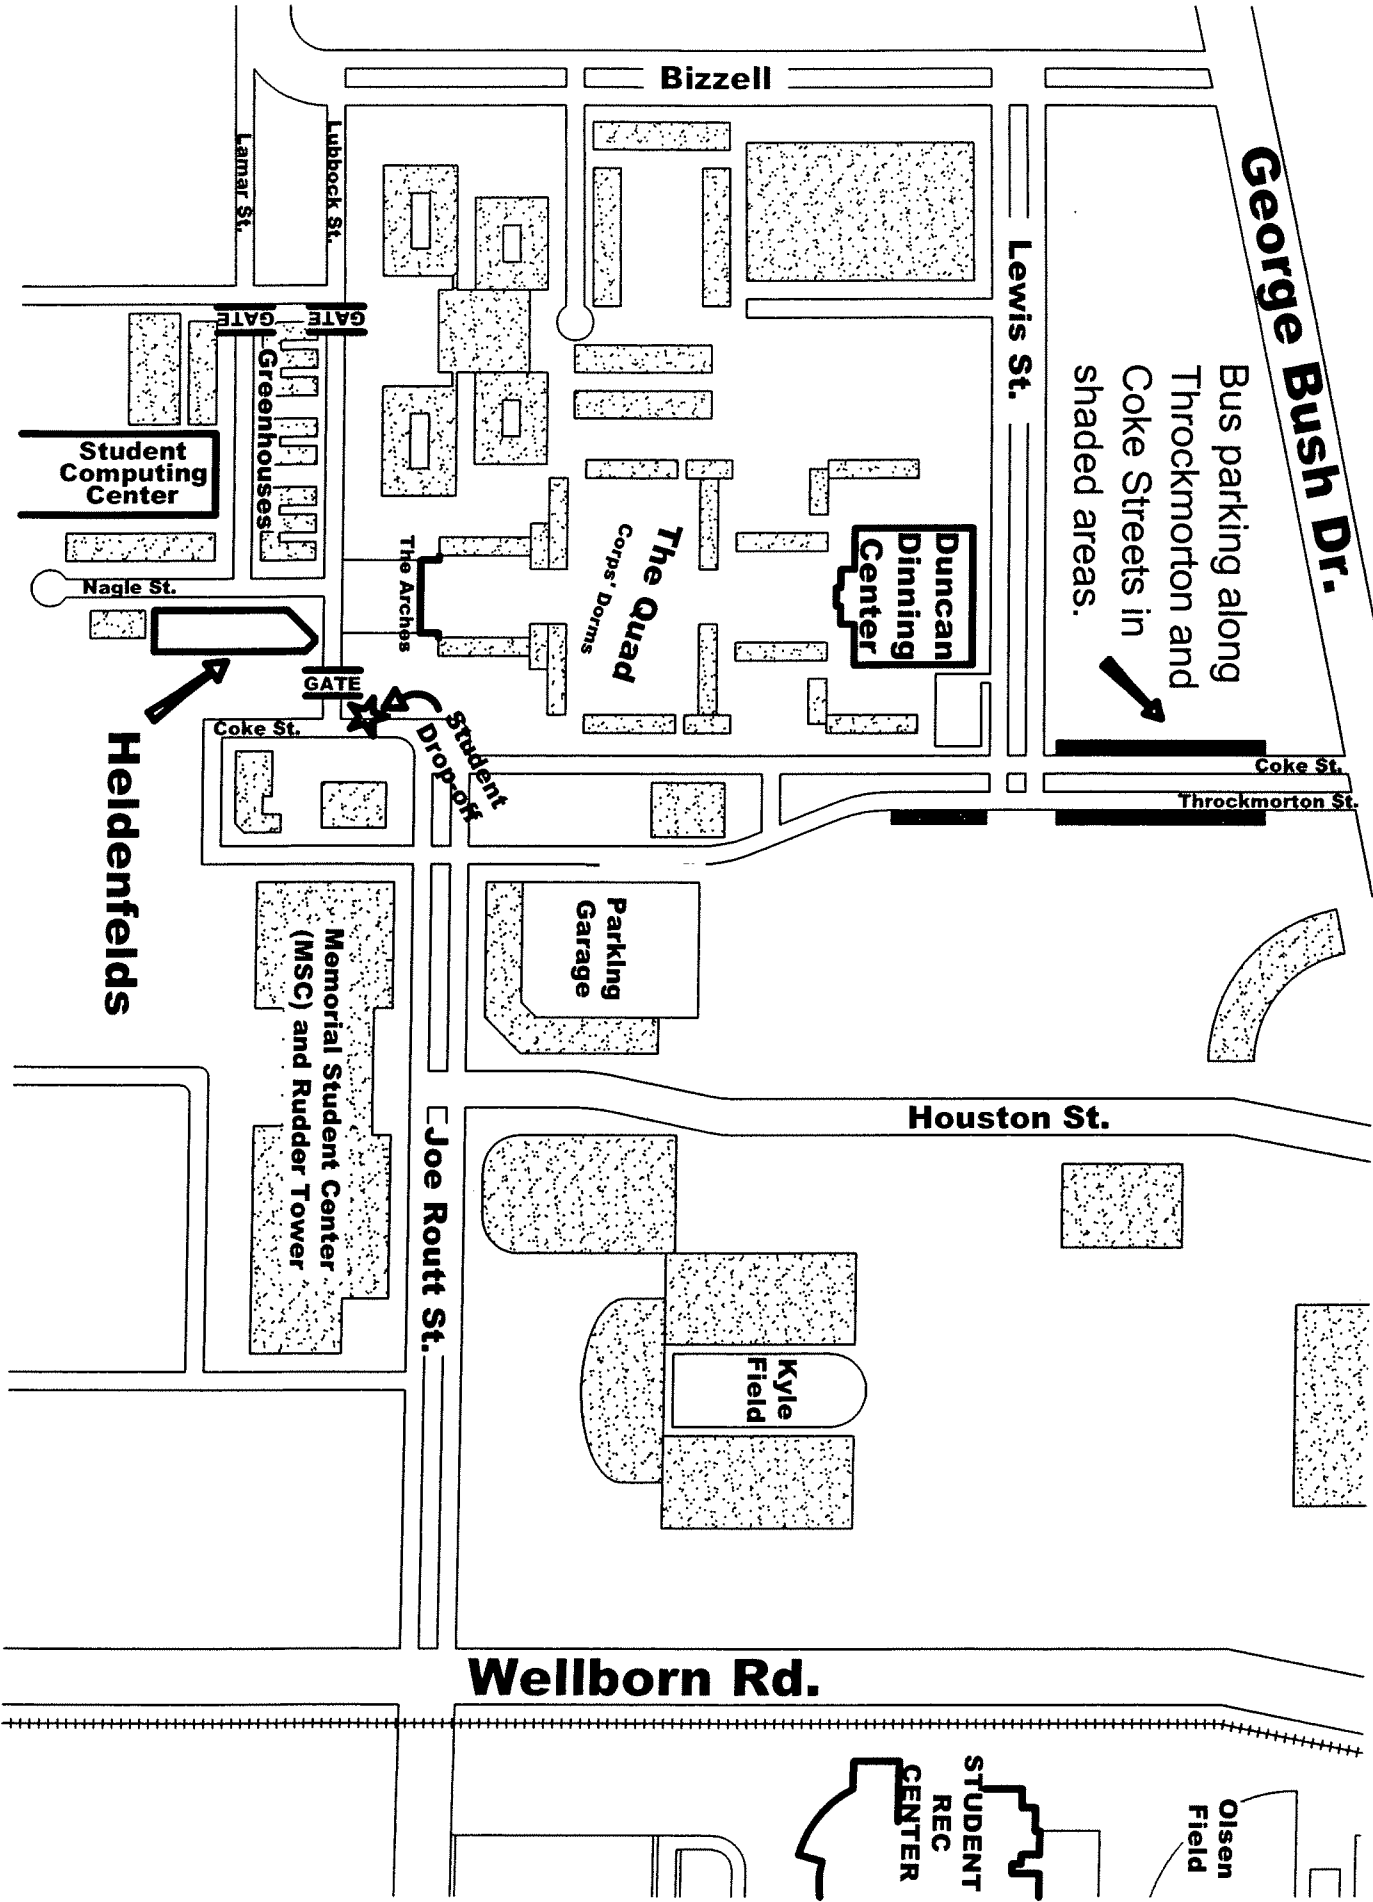 Bizzell
George Bush Dr.
Lamar St.
Lubbock St.
Lewis St.
GATE
GATE
Greenhouses
Student
Computing
Center
Bus parking along
Throckmorton and
Coke Streets in
shaded areas.
The Quad
Corps' Dorms
Duncan
Dinning
Center
The Arches
Nagle St.
GATE
Student
Drop-off
Coke St.
Coke St.
Throckmorton St.
Heldenfelds
Parking
Garage
Memorial Student Center
(MSC) and Rudder Tower
Houston St.
Joe Routt St.
Kyle
Field
Wellborn Rd.
STUDENT
REC
CENTER
Olsen
Field